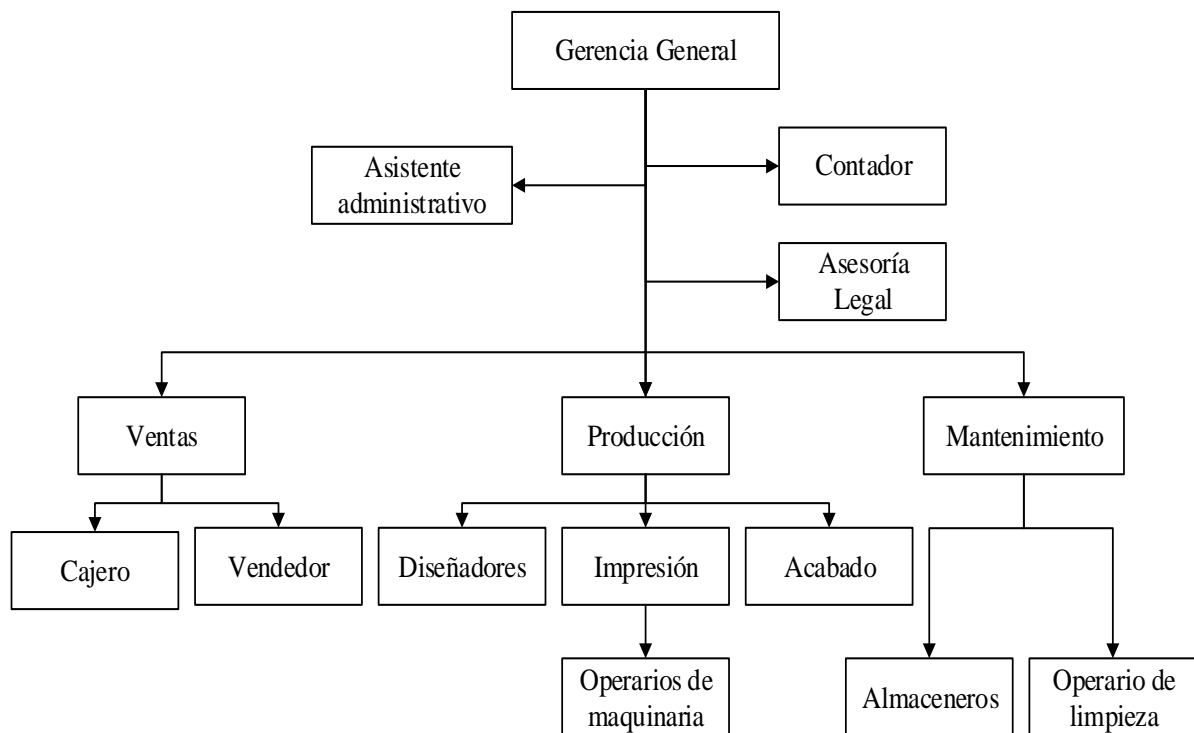 Gerencia General
Asistente
administrativo
Contador
Asesoría
Legal
Ventas
Producción
Mantenimiento
Cajero
Vendedor
Diseñadores
Impresión
Acabado
Operarios de
maquinaria
Almaceneros
Operario de
limpieza